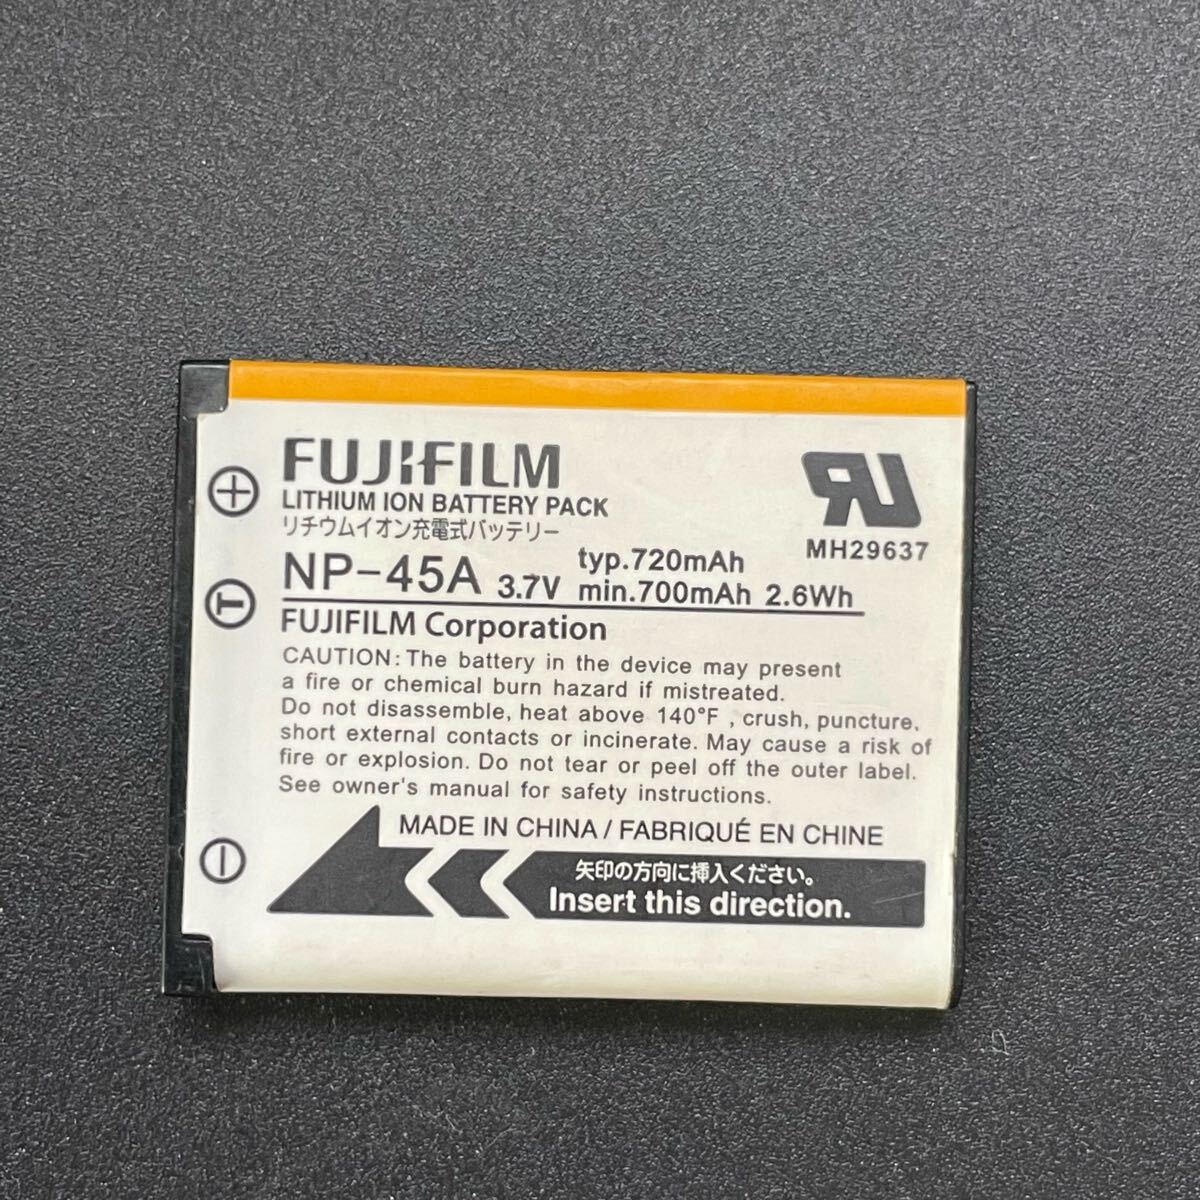 FUJIFILM
LITHIUM ION BATTERY PACK
リチウムイオン充電式バッテリー
NP-45A 3.7V typ.720mAh min.700mAh 2.6Wh
FUJIFILM Corporation
MH29637
CAUTION: The battery in the device may present
a fire or chemical burn hazard if mistreated.
Do not disassemble, heat above 140°F , crush, puncture,
short external contacts or incinerate. May cause a risk of
fire or explosion. Do not tear or peel off the outer label.
See owner's manual for safety instructions.
MADE IN CHINA / FABRIQUÉ EN CHINE
矢印の方向に挿入ください。
Insert this direction.
+
T
−